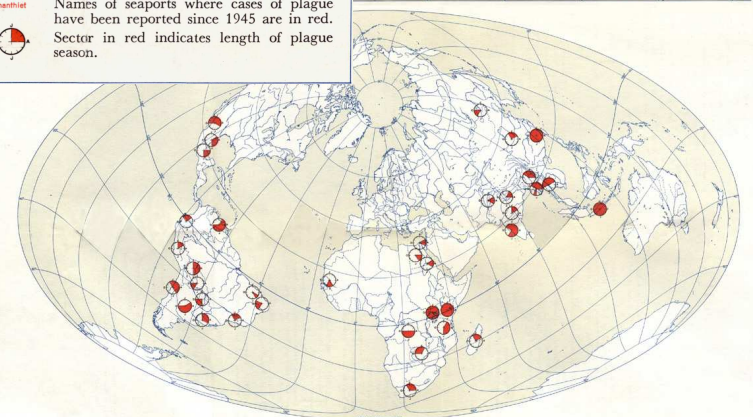 Names of seaports where cases of plague
have been reported since 1945 are in red.
Sector in red indicates length of plague
season.